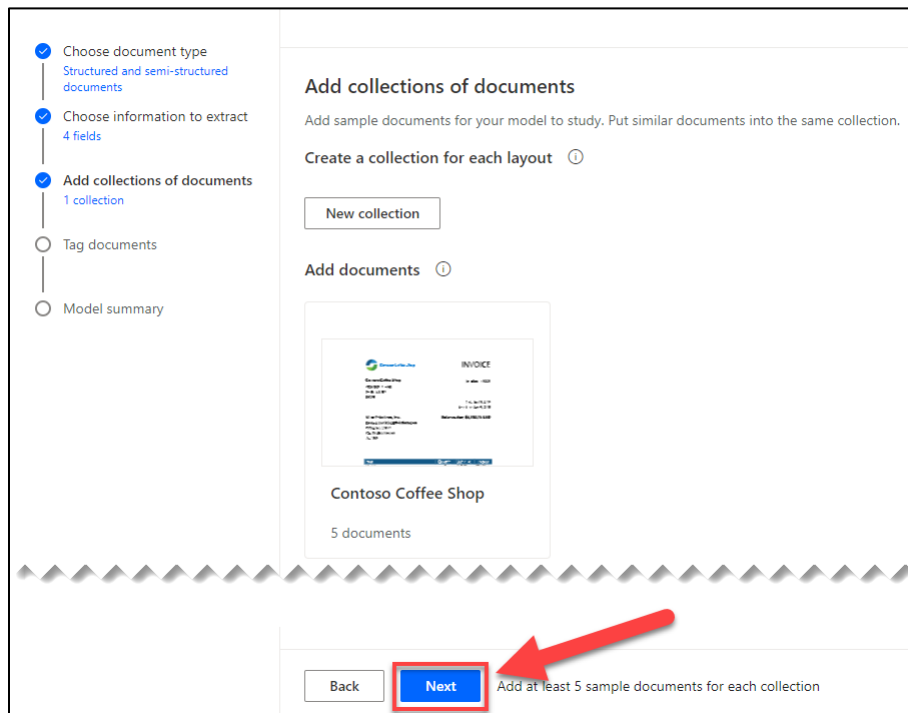 Choose document type
Structured and semi-structured
documents
Choose information to extract
4 fields
Add collections of documents
1 collection
Tag documents
Model summary
Add collections of documents
Add sample documents for your model to study. Put similar documents into the same collection.
Create a collection for each layout
New collection
Add documents
INVOICE
Contoso Coffee Shop
5 documents
Back
Next
Add at least 5 sample documents for each collection